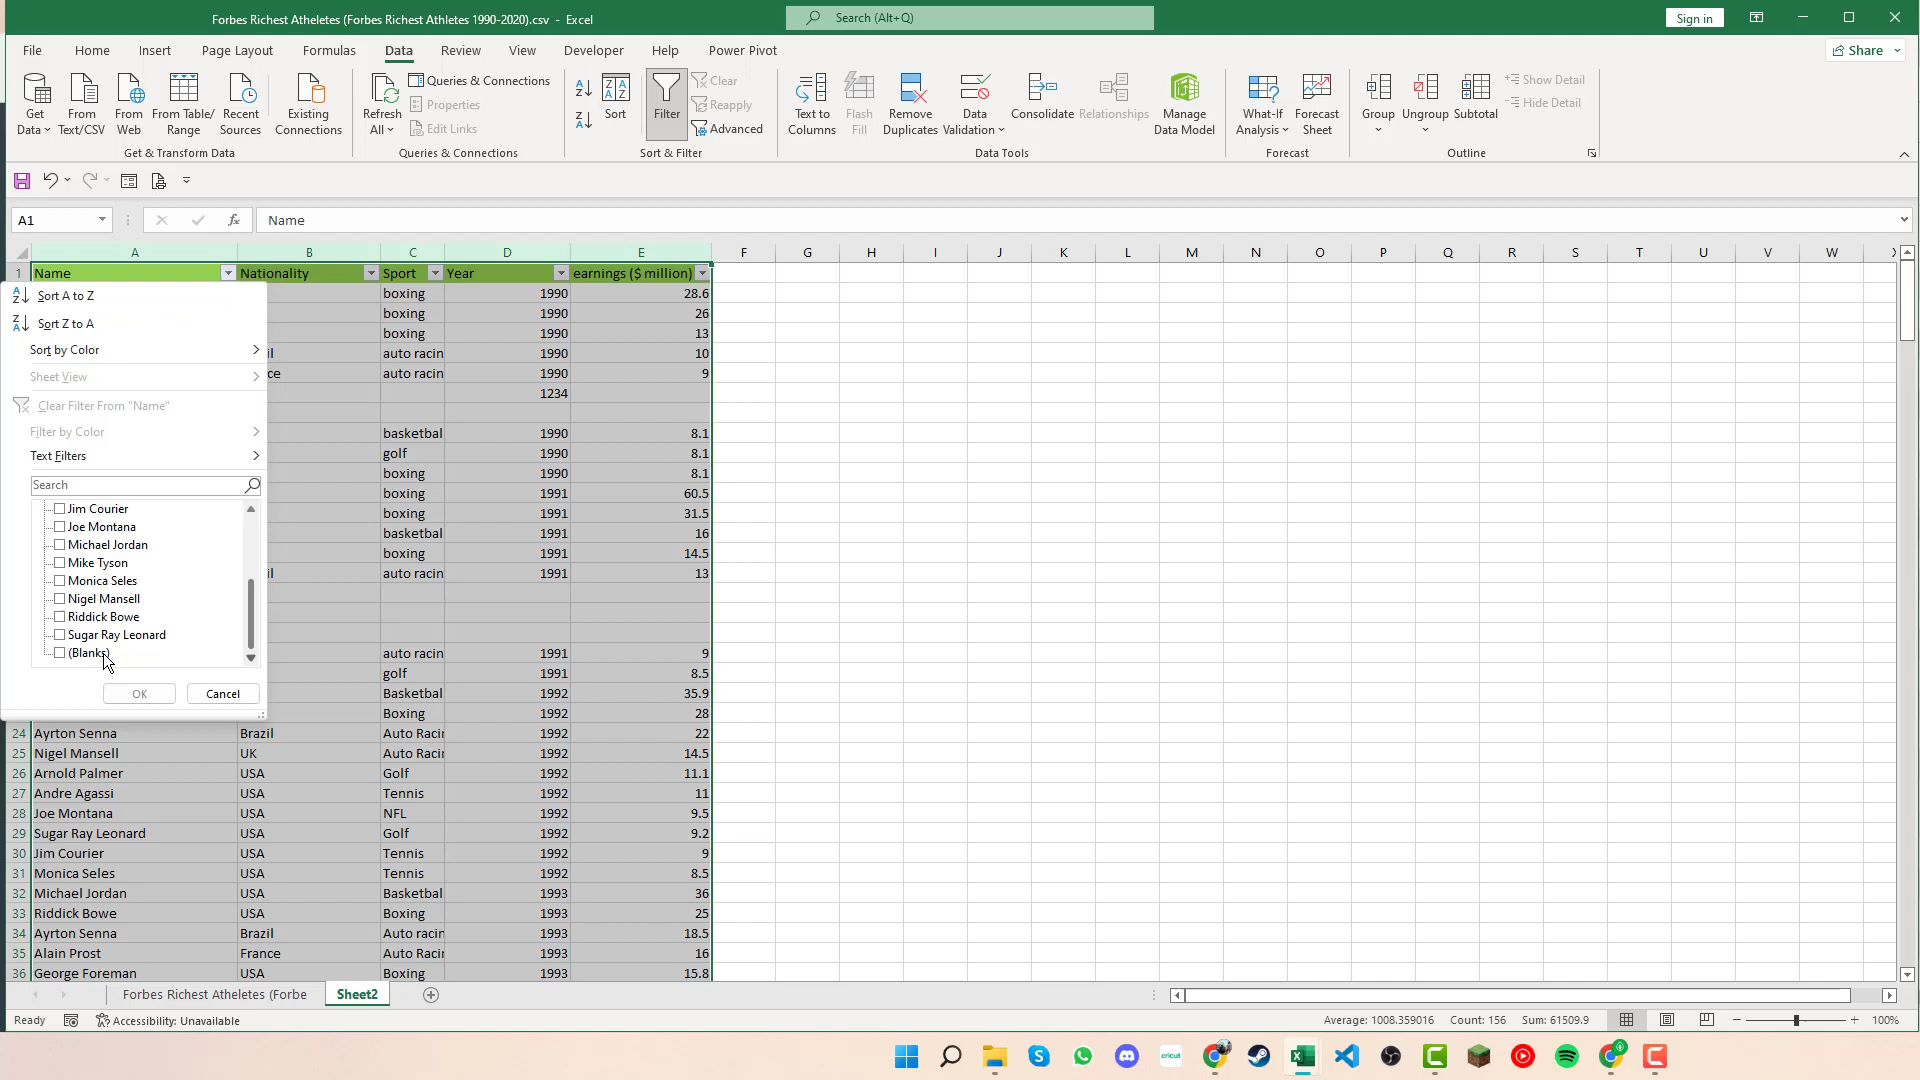 Forbes Richest Atheletes (Forbes Richest Athletes 1990-2020).csv - Excel
Search (Alt+Q)
Sign in
File Home Insert Page Layout Formulas Data Review View Developer Help Power Pivot
Share
Get Data
From Text/CSV
From Web
From Table/ Range
Recent Sources
Existing Connections
Get & Transform Data
Refresh All
Queries & Connections
Properties
Edit Links
Queries & Connections
Sort
Filter
Clear
Reapply
Advanced
Sort & Filter
Text to Columns
Flash Fill
Remove Duplicates
Data Validation
Consolidate
Relationships
Manage Data Model
Data Tools
What-If Analysis
Forecast Sheet
Forecast
Group
Ungroup
Subtotal
Show Detail
Hide Detail
Outline
A1 fx Name
A B C D E F G H I J K L M N O P Q R S T U V W
1 Name Nationality Sport Year earnings ($ million)
Sort A to Z
Sort Z to A
Sort by Color
Sheet View
Clear Filter From "Name"
Filter by Color
Text Filters
Search
Jim Courier
Joe Montana
Michael Jordan
Mike Tyson
Monica Seles
Nigel Mansell
Riddick Bowe
Sugar Ray Leonard
(Blanks)
OK Cancel
boxing 1990 28.6
boxing 1990 26
boxing 1990 13
il auto racin 1990 10
ce auto racin 1990 9
1234
basketbal 1990 8.1
golf 1990 8.1
boxing 1990 8.1
boxing 1991 60.5
boxing 1991 31.5
basketbal 1991 16
boxing 1991 14.5
il auto racin 1991 13
auto racin 1991 9
golf 1991 8.5
Basketbal 1992 35.9
Boxing 1992 28
24 Ayrton Senna Brazil Auto Raci 1992 22
25 Nigel Mansell UK Auto Raci 1992 14.5
26 Arnold Palmer USA Golf 1992 11.1
27 Andre Agassi USA Tennis 1992 11
28 Joe Montana USA NFL 1992 9.5
29 Sugar Ray Leonard USA Golf 1992 9.2
30 Jim Courier USA Tennis 1992 9
31 Monica Seles USA Tennis 1992 8.5
32 Michael Jordan USA Basketbal 1993 36
33 Riddick Bowe USA Boxing 1993 25
34 Ayrton Senna Brazil Auto racin 1993 18.5
35 Alain Prost France Auto Raci 1993 16
36 George Foreman USA Boxing 1993 15.8
Forbes Richest Atheletes (Forbe Sheet2
Ready Accessibility: Unavailable Average: 1008.359016 Count: 156 Sum: 61509.9 100%
cricut